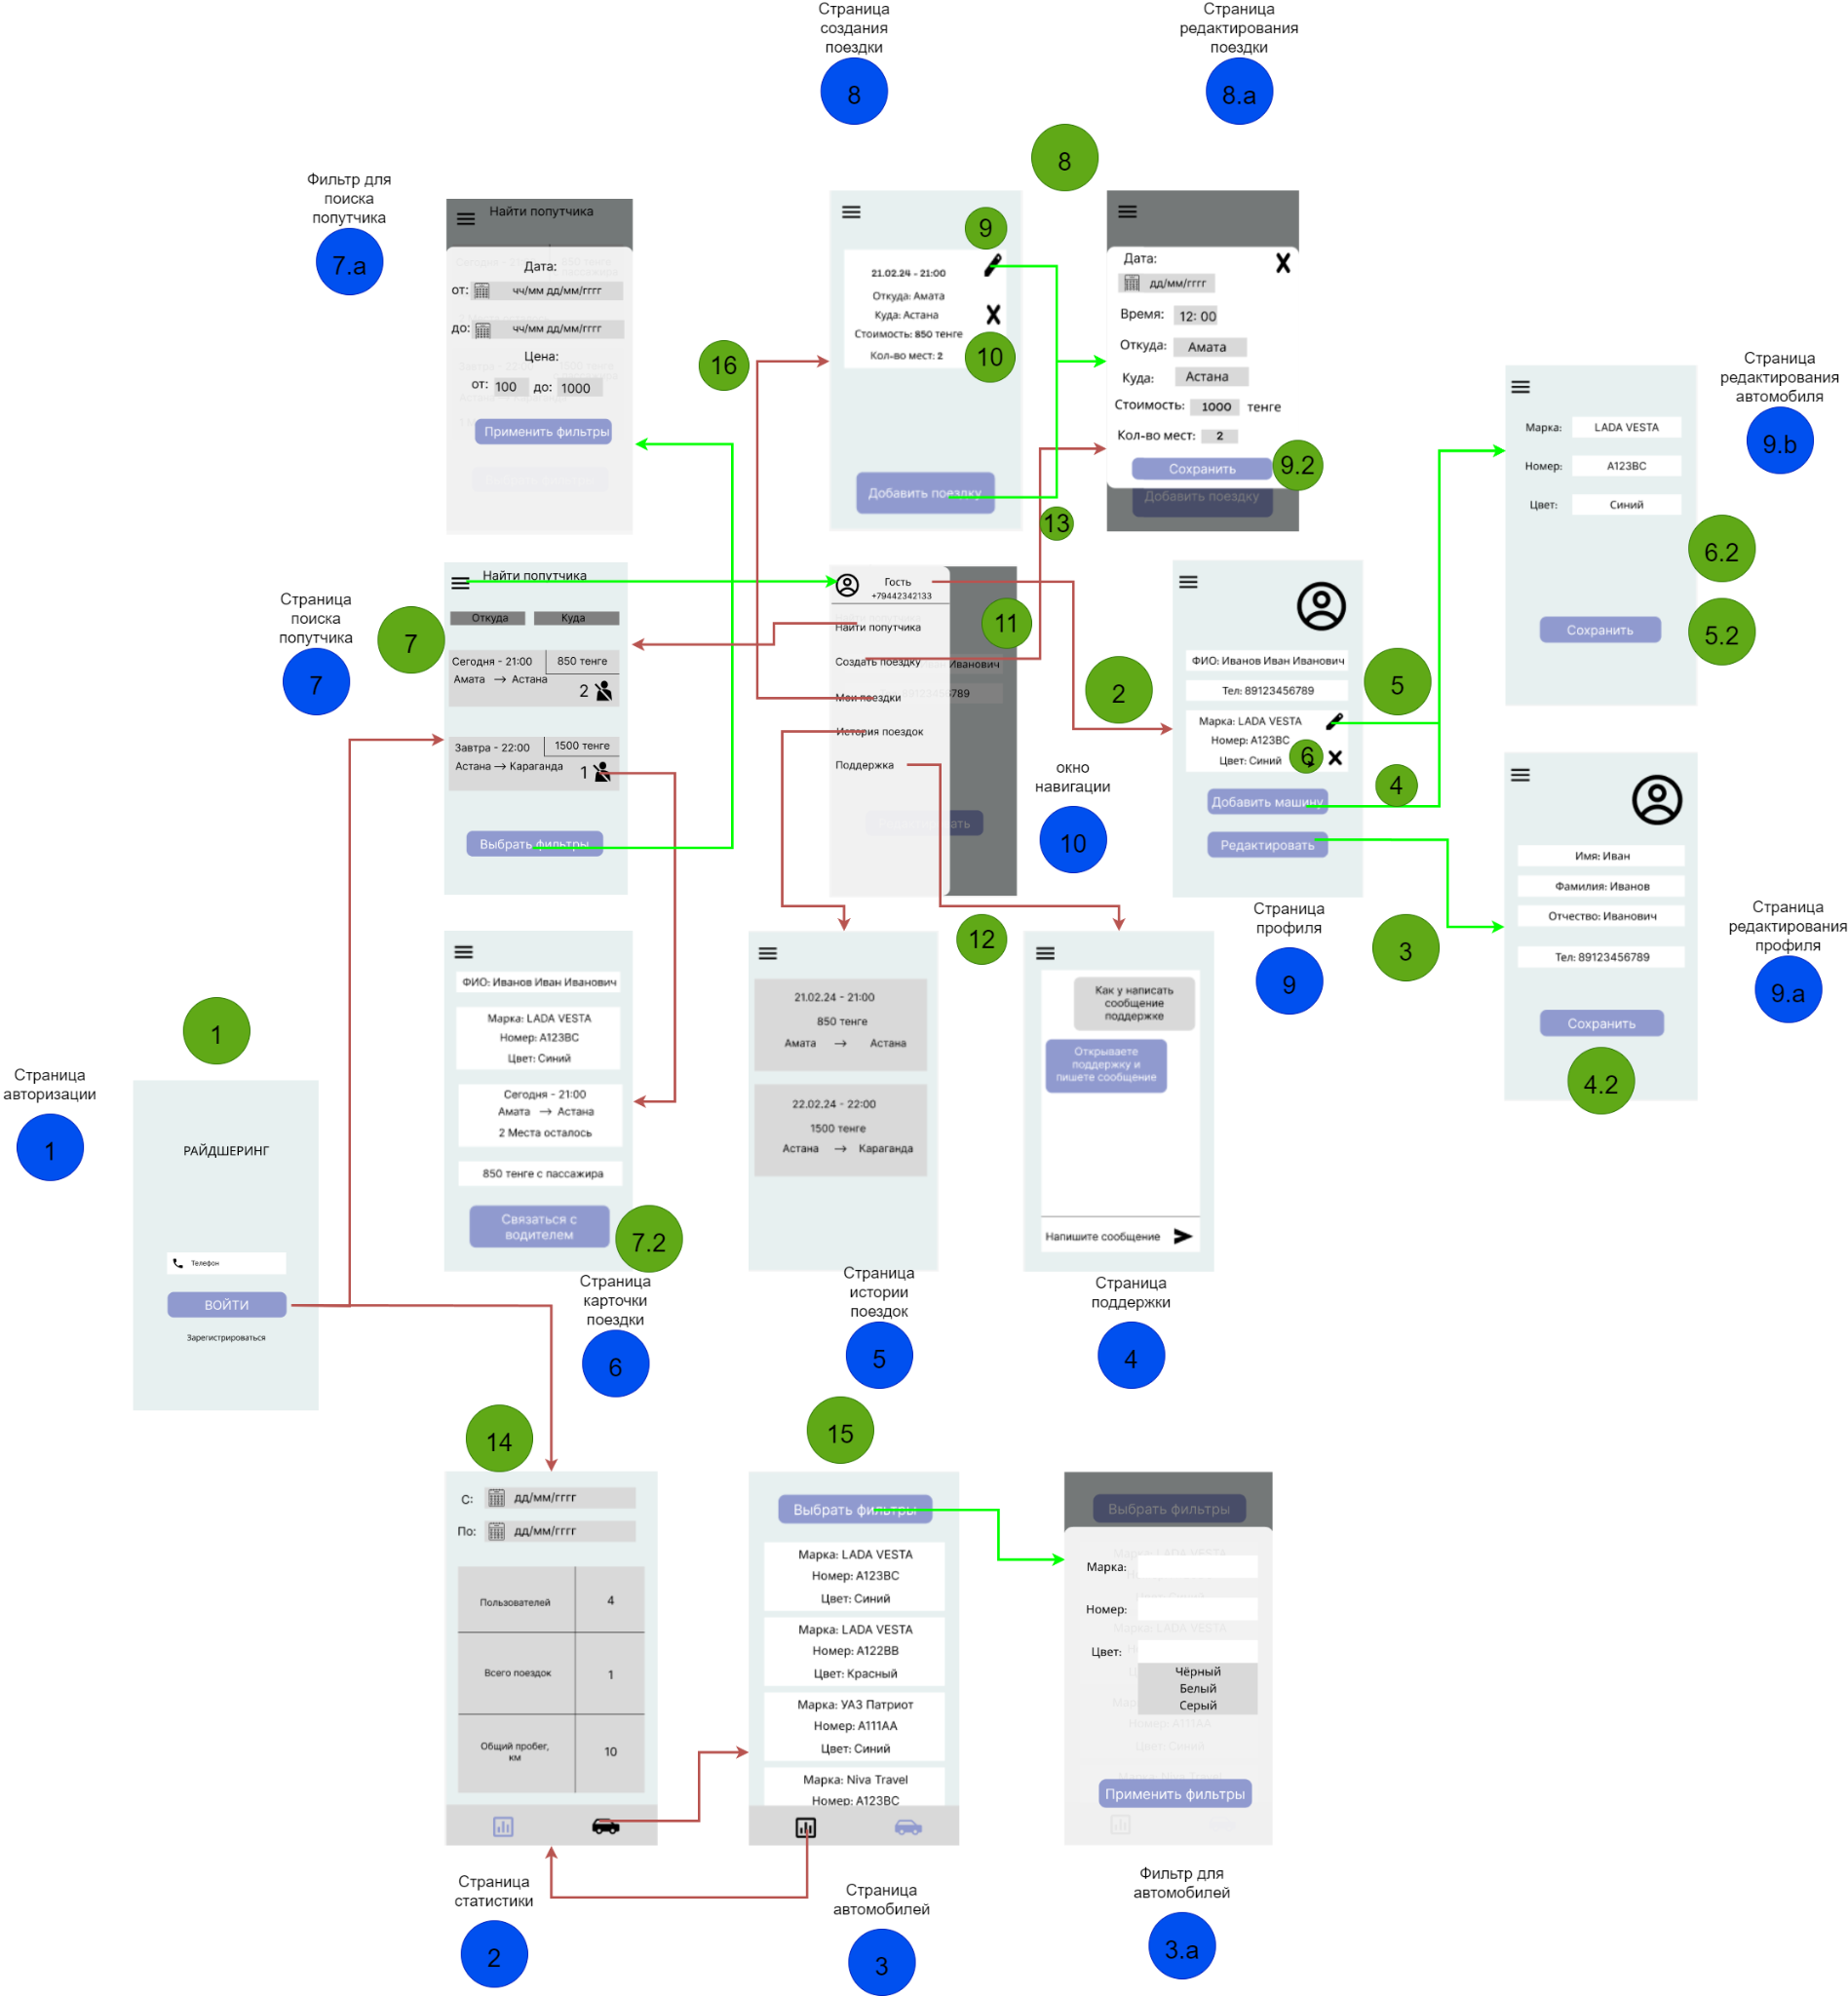 Страница
создания
поездки
8
Страница
редактирования
поездки
8.a
8
Фильтр для
поиска
попутчика
7.a
Найти попутчика
Дата:
от: чч/мм дд/мм/гггг
до: чч/мм дд/мм/гггг
Цена:
от: 100 до: 1000
Применить фильтры
16
9
21.02.24 - 21:00
Откуда: Амата
Куда: Астана
Стоимость: 850 тенге
Кол-во мест: 2
10
Добавить поездку
13
Дата:
дд/мм/гггг
Время: 12: 00
Откуда: Амата
Куда: Астана
Стоимость: 1000 тенге
Кол-во мест: 2
Сохранить
9.2
Добавить поездку
Страница
редактирования
автомобиля
9.b
Марка: LADA VESTA
Номер: А123ВС
Цвет: Синий
6.2
Сохранить
5.2
Страница
поиска
попутчика
7
7
Найти попутчика
Откуда Куда
Сегодня - 21:00 850 тенге
Амата → Астана
2
Завтра - 22:00 1500 тенге
Астана → Караганда
1
Выбрать фильтры
Гость
+79442342133
11
Найти попутчика
Создать поездку
Иванович
Мои поездки
История поездок
Поддержка
окно
навигации
10
2
ФИО: Иванов Иван Иванович
Тел: 89123456789
Марка: LADA VESTA
Номер: А123ВС
Цвет: Синий
6
Добавить машину
Редактировать
5
4
Страница
профиля
9
3
Имя: Иван
Фамилия: Иванов
Отчество: Иванович
Тел: 89123456789
Сохранить
4.2
Страница
редактирования
профиля
9.a
1
Страница
авторизации
1
РАЙДШЕРИНГ
Телефон
ВОЙТИ
Зарегистрироваться
ФИО: Иванов Иван Иванович
Марка: LADA VESTA
Номер: А123ВС
Цвет: Синий
Сегодня - 21:00
Амата → Астана
2 Места осталось
850 тенге с пассажира
Связаться с
водителем
7.2
Страница
карточки
поездки
6
12
21.02.24 - 21:00
850 тенге
Амата → Астана
22.02.24 - 22:00
1500 тенге
Астана → Караганда
Страница
истории
поездок
5
Как у написать
сообщение
поддержке
Открываете
поддержку и
пишете сообщение
Напишите сообщение
Страница
поддержки
4
14
С: дд/мм/гггг
По: дд/мм/гггг
Пользователей 4
Всего поездок 1
Общий пробег,
км 10
Страница
статистики
2
15
Выбрать фильтры
Марка: LADA VESTA
Номер: А123ВС
Цвет: Синий
Марка: LADA VESTA
Номер: А122ВВ
Цвет: Красный
Марка: УАЗ Патриот
Номер: А111АА
Цвет: Синий
Марка: Niva Travel
Номер: А123ВС
Страница
автомобилей
3
Выбрать фильтры
Марка:
Номер:
Цвет:
Чёрный
Белый
Серый
Применить фильтры
Фильтр для
автомобилей
3.a